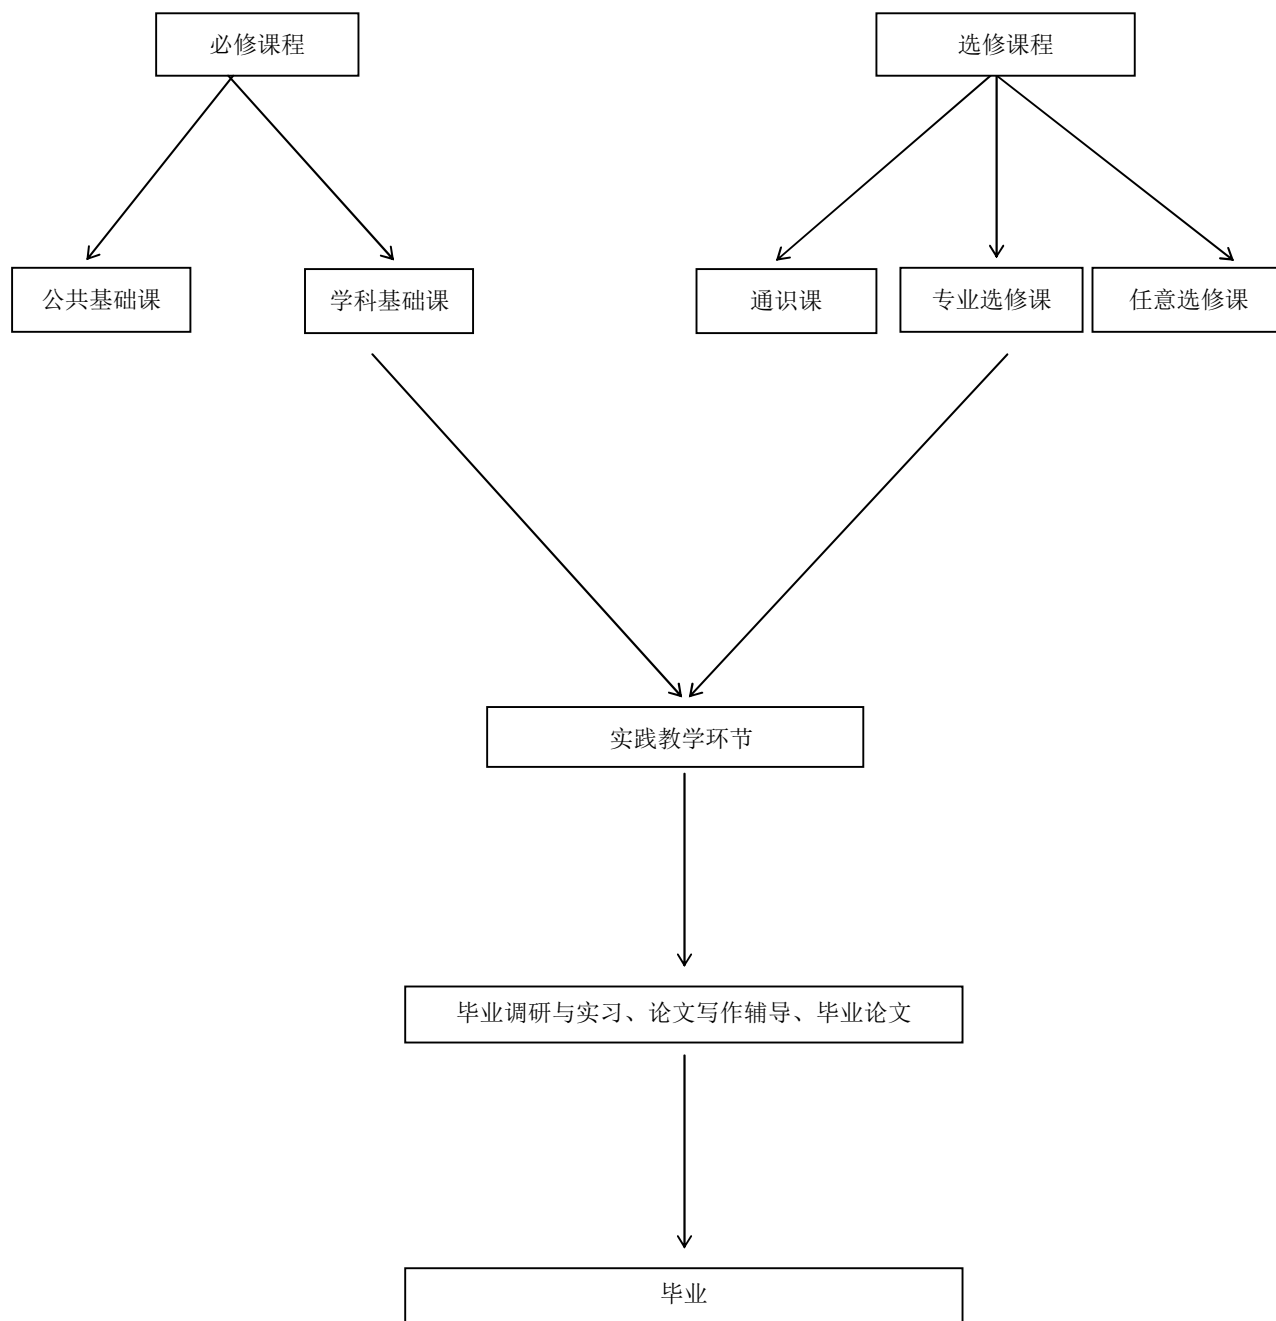 必修课程
选修课程
公共基础课
学科基础课
通识课
专业选修课
任意选修课
实践教学环节
毕业调研与实习、论文写作辅导、毕业论文
毕业